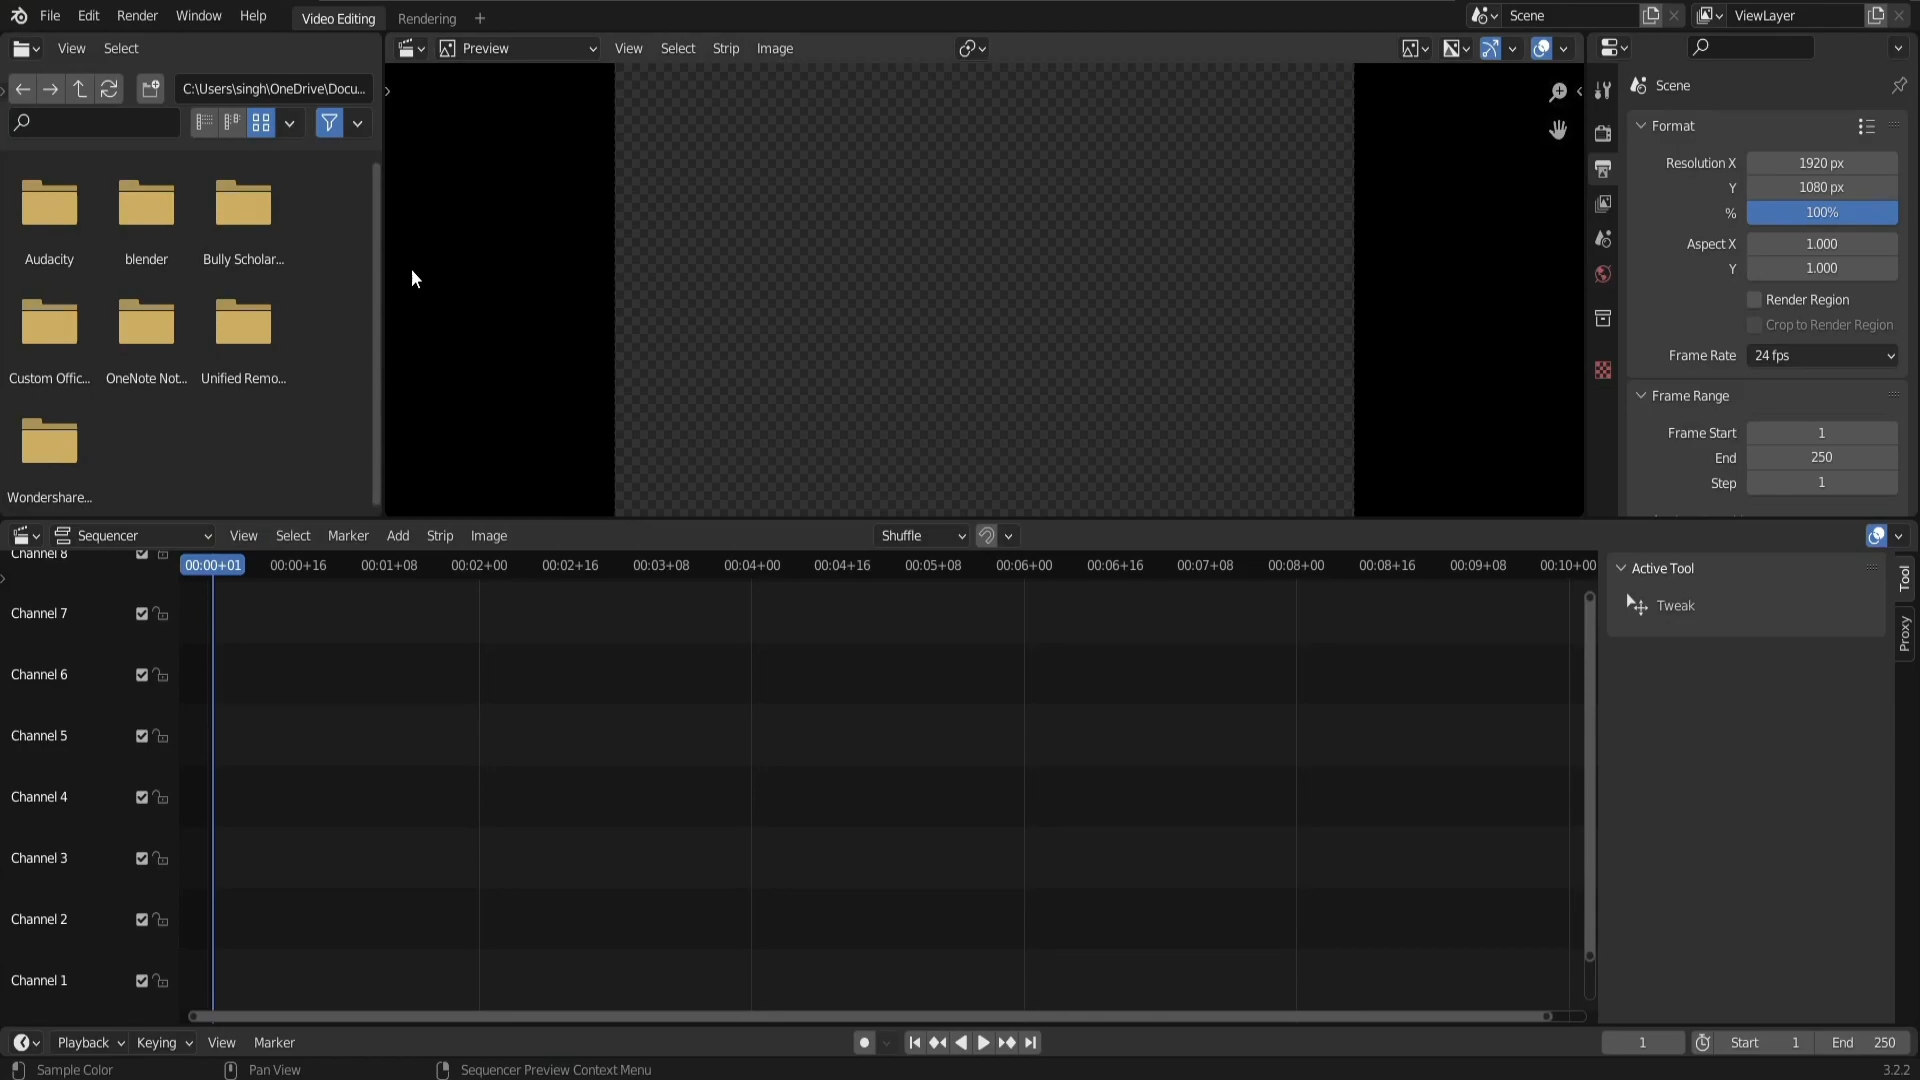 File Edit Render Window Help Video Editing Rendering + Scene ViewLayer
View Select Preview View Select Strip Image
C:\Users\singh\OneDrive\Docu... Scene
Format
Resolution X 1920 px
Y 1080 px
% 100%
Aspect X 1.000
Y 1.000
Audacity blender Bully Scholar...
Render Region
Crop to Render Region
Frame Rate 24 fps
Custom Offic... OneNote Not... Unified Remo...
Frame Range
Frame Start 1
End 250
Step 1
Wondershare...
Sequencer View Select Marker Add Strip Image Shuffle
Channel 8
00:00+01 00:00+16 00:01+08 00:02+00 00:02+16 00:03+08 00:04+00 00:04+16 00:05+08 00:06+00 00:06+16 00:07+08 00:08+00 00:08+16 00:09+08 00:10+00
Active Tool
Tool
Tweak
Proxy
Channel 7
Channel 6
Channel 5
Channel 4
Channel 3
Channel 2
Channel 1
Playback Keying View Marker 1 Start 1 End 250
Sample Color Pan View Sequencer Preview Context Menu 3.2.2